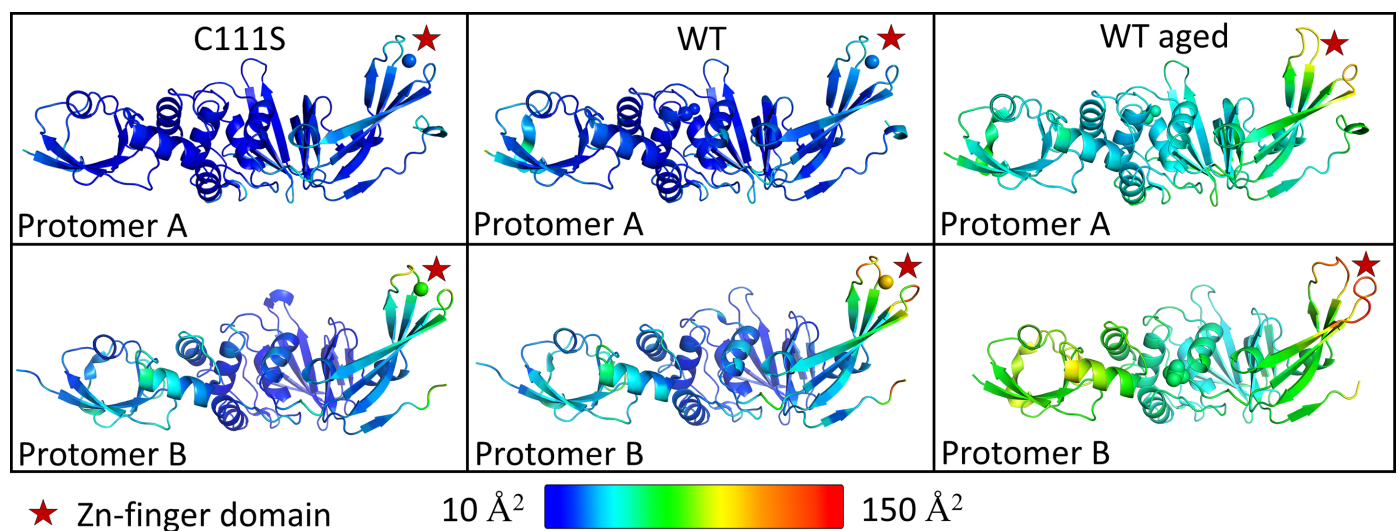 C111S
WT
WT aged
Protomer A
Protomer A
Protomer A
Protomer B
Protomer B
Protomer B
Zn-finger domain
10 Å²
150 Å²